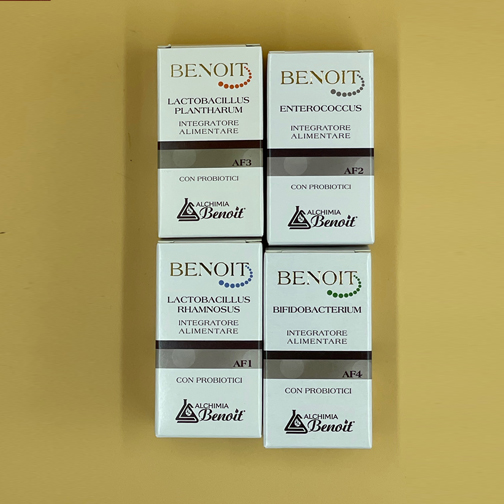 BENOIT
LACTOBACILLUS
PLANTHARUM
INTEGRATORE
ALIMENTARE
AF3
CON PROBIOTICI
ALCHIMIA
Benoit
BENOIT
ENTEROCOCCUS
INTEGRATORE
ALIMENTARE
AF2
CON PROBIOTICI
ALCHIMIA
Benoit
BENOIT
LACTOBACILLUS
RHAMNOSUS
INTEGRATORE
ALIMENTARE
AF1
CON PROBIOTICI
ALCHIMIA
Benoit
BENOIT
BIFIDOBACTERIUM
INTEGRATORE
ALIMENTARE
AF4
CON PROBIOTICI
ALCHIMIA
Benoit